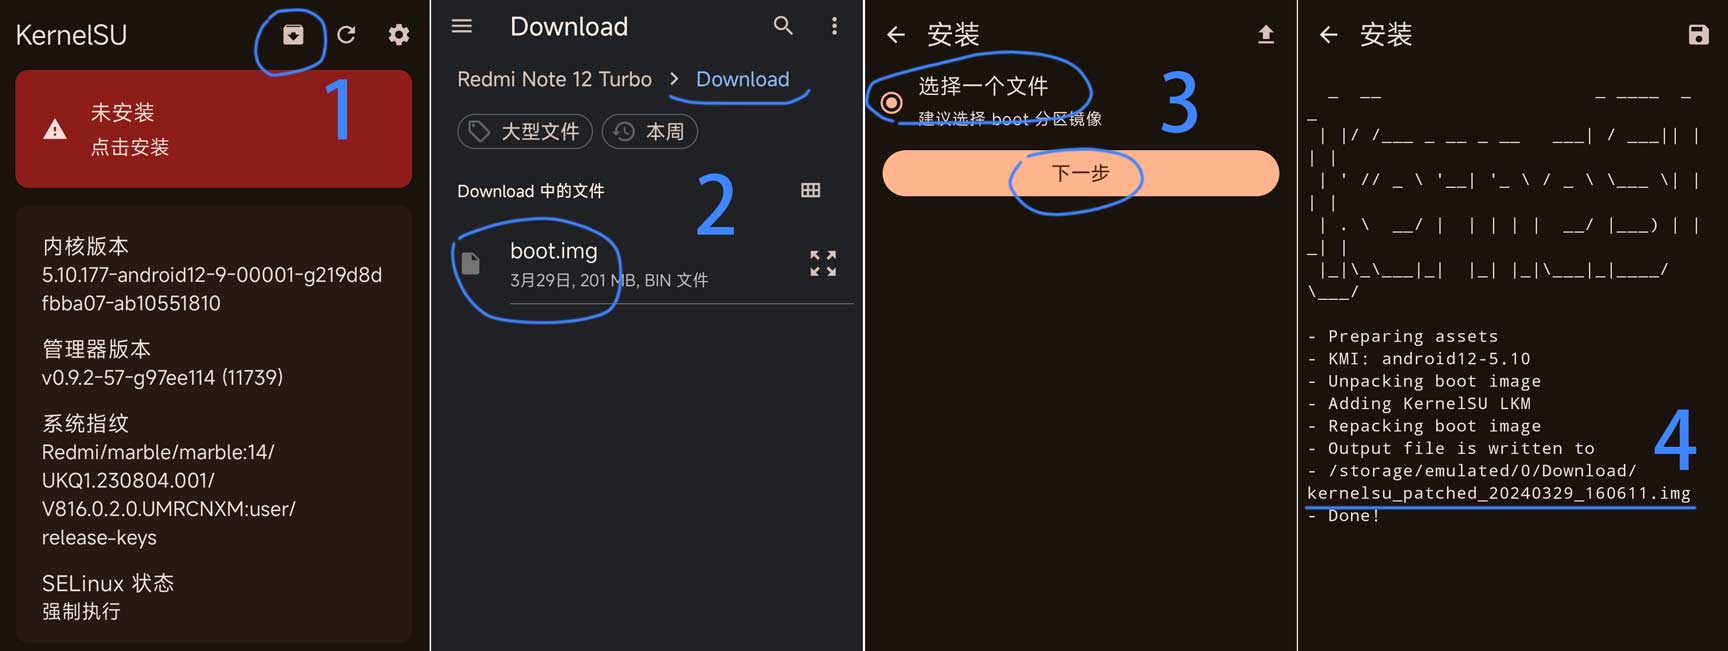 KernelSU
1
未安装
点击安装
内核版本
5.10.177-android12-9-00001-g219d8d
fbba07-ab10551810
管理器版本
v0.9.2-57-g97ee114 (11739)
系统指纹
Redmi/marble/marble:14/
UKQ1.230804.001/
V816.0.2.0.UMRCNXM:user/
release-keys
SELinux 状态
强制执行
Download
Redmi Note 12 Turbo > Download
大型文件 本周
Download 中的文件
2
boot.img
3月29日, 201 MB, BIN 文件
安装
选择一个文件
建议选择 boot 分区镜像
3
下一步
安装
_  __                     _ ____  _
_
| |/ /___ _ __ _ __   ___| / ___|| |
| |
| ' // _ \ '__| '_ \ / _ \ \___ \| |
| |
| . \  __/ |  | | | |  __/ |___) | |
_| |
|_|\_\___|_|  |_| |_|\___|_|____/
\___/
- Preparing assets
- KMI: android12-5.10
- Unpacking boot image
- Adding KernelSU LKM
- Repacking boot image
- Output file is written to
- /storage/emulated/0/Download/
kernelsu_patched_20240329_160611.img
- Done!
4